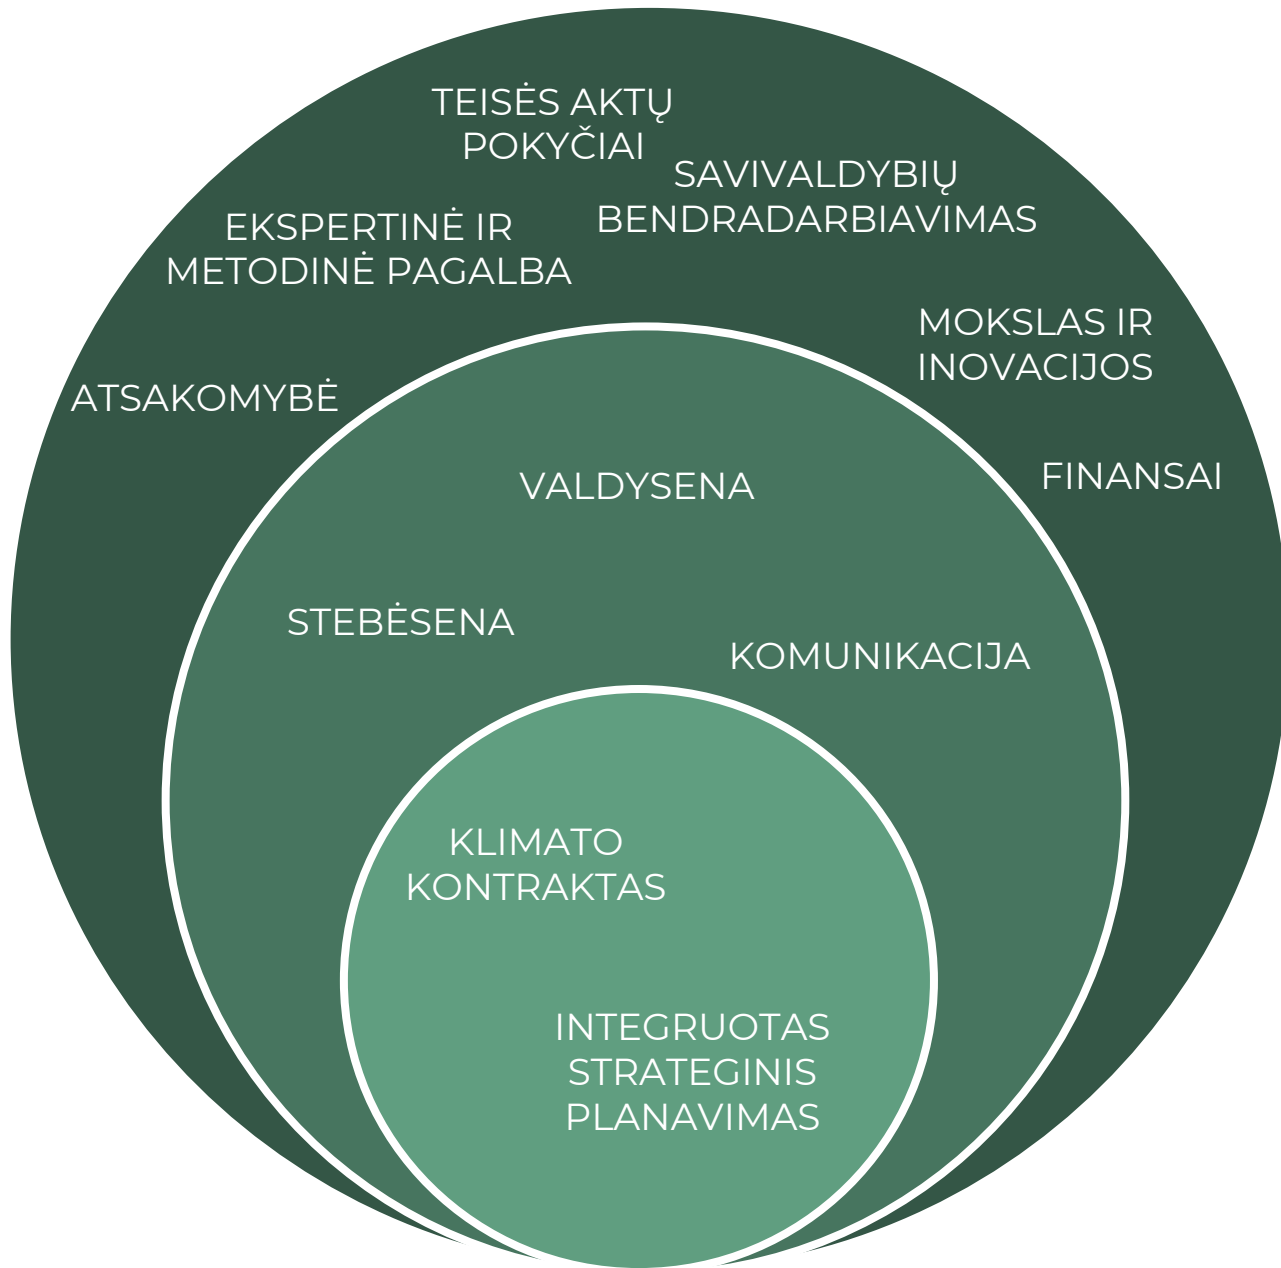 TEISĖS AKTŲ
POKYČIAI
SAVIVALDYBIŲ
BENDRADARBIAVIMAS
EKSPERTINĖ IR
METODINĖ PAGALBA
MOKSLAS IR
INOVACIJOS
ATSAKOMYBĖ
FINANSAI
VALDYSENA
STEBĖSENA
KOMUNIKACIJA
KLIMATO
KONTRAKTAS
INTEGRUOTAS
STRATEGINIS
PLANAVIMAS